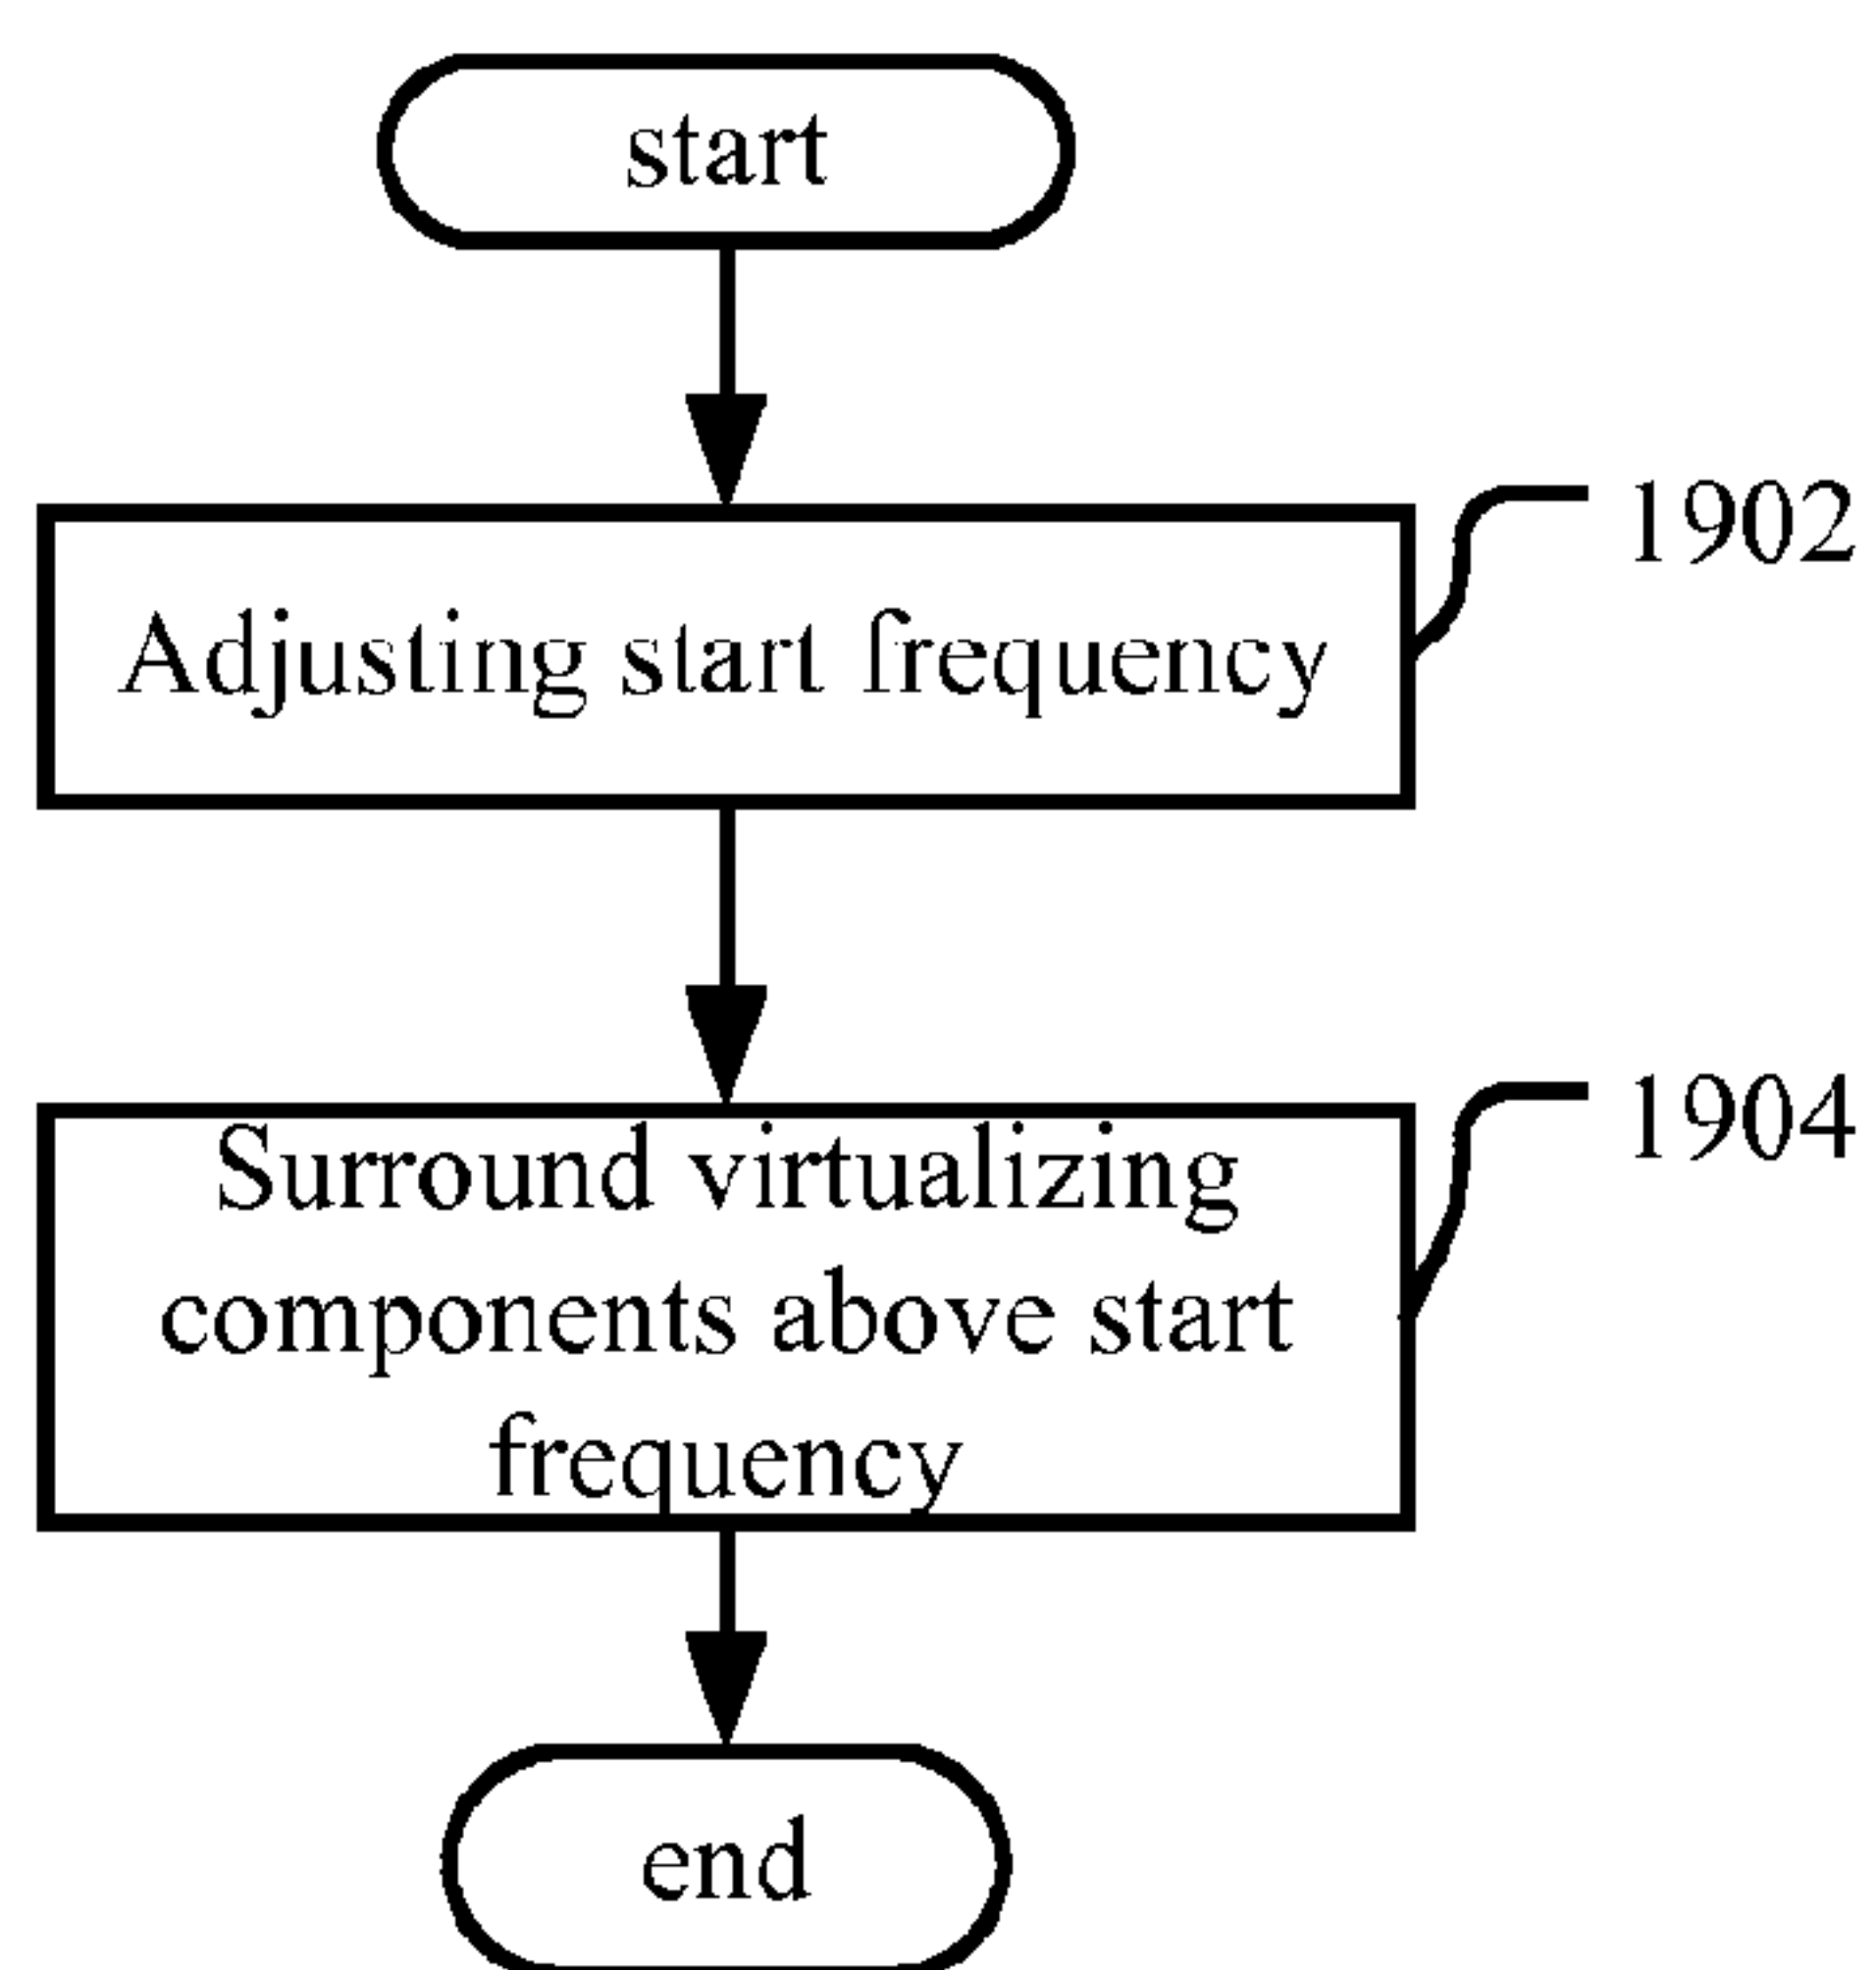 start
1902
Adjusting start frequency
1904
Surround virtualizing
components above start
frequency
end